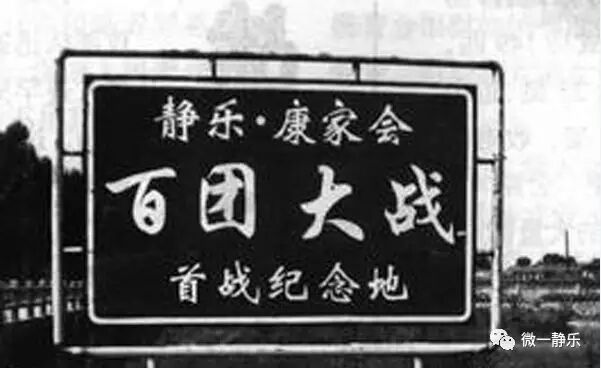 静乐·康家会
百团大战
首战纪念地
微一静乐